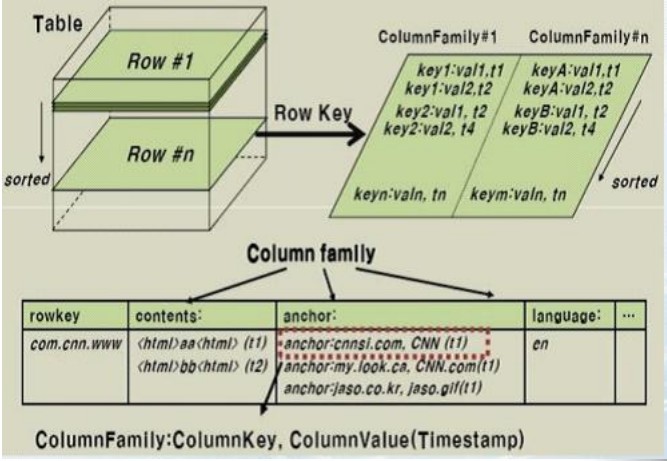 Table
Row #1
Row #n
sorted
Row Key
ColumnFamily#1 ColumnFamily#n
key1:val1,t1 keyA:val1,t1
key1:val2,t2 keyA:val2,t2
key2:val1, t2 keyB:val1, t2
key2:val2, t4 keyB:val2, t4
keyn:valn, tn keym:valn, tn
sorted
Column family
rowkey contents: anchor: language: ...
com.cnn.www <html>aa<html> (t1) anchor:cnnsi.com, CNN (t1) en
<html>bb<html> (t2) anchor:my.look.ca, CNN.com(t1)
anchor:jaso.co.kr, jaso.gif(t1)
ColumnFamily:ColumnKey, ColumnValue(Timestamp)